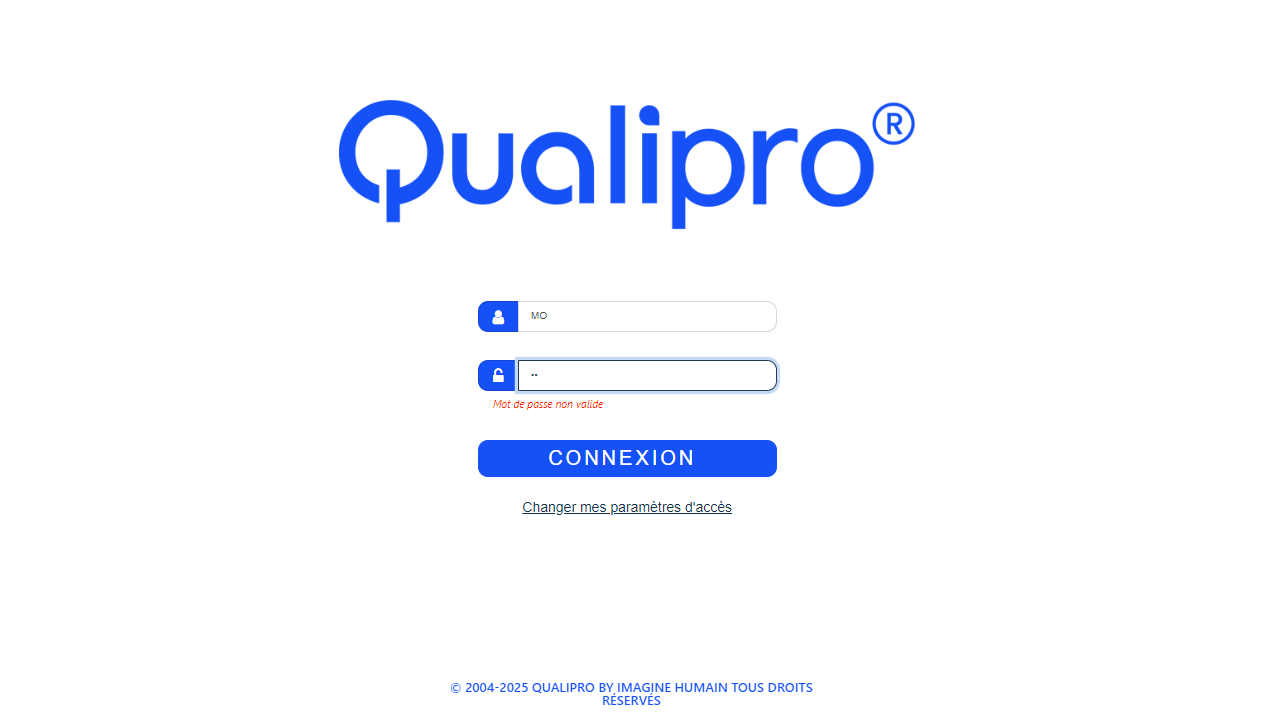 Qualipro®
MO
••
Mot de passe non valide
CONNEXION
Changer mes paramètres d'accès
© 2004-2025 QUALIPRO BY IMAGINE HUMAIN TOUS DROITS
RÉSERVÉS